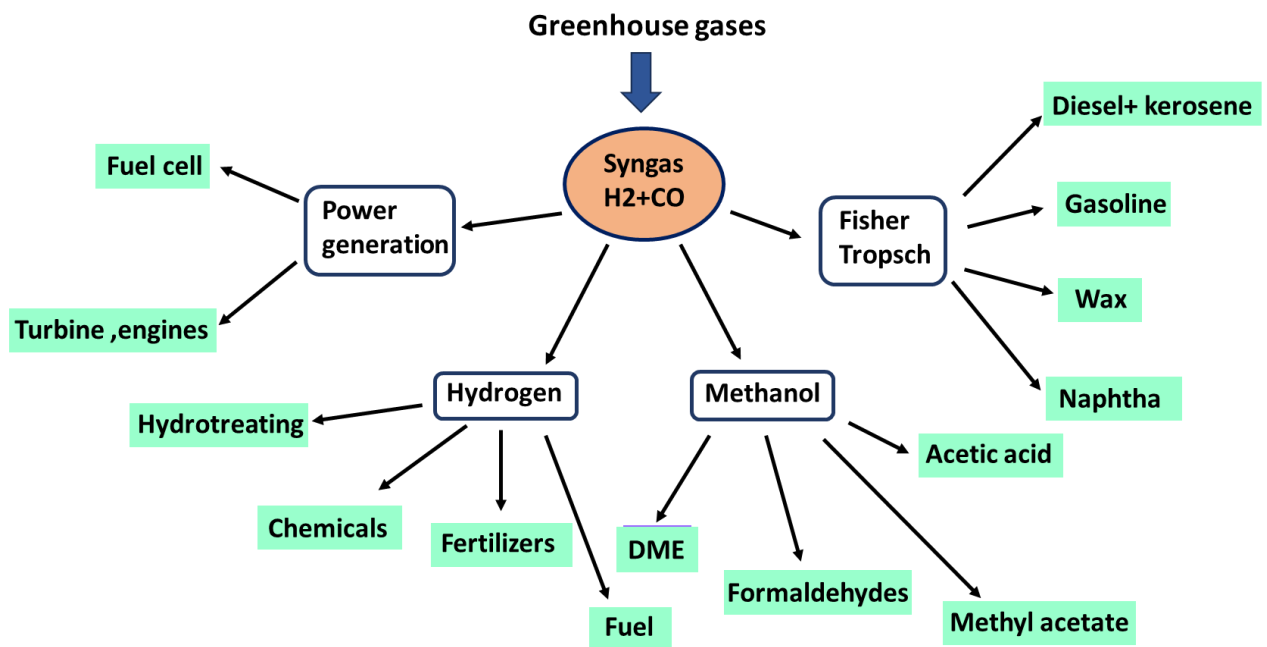 Greenhouse gases
Syngas
H2+CO
Power
generation
Fuel cell
Turbine ,engines
Hydrogen
Hydrotreating
Chemicals
Fertilizers
Fuel
Methanol
DME
Formaldehydes
Methyl acetate
Acetic acid
Fisher
Tropsch
Diesel+ kerosene
Gasoline
Wax
Naphtha